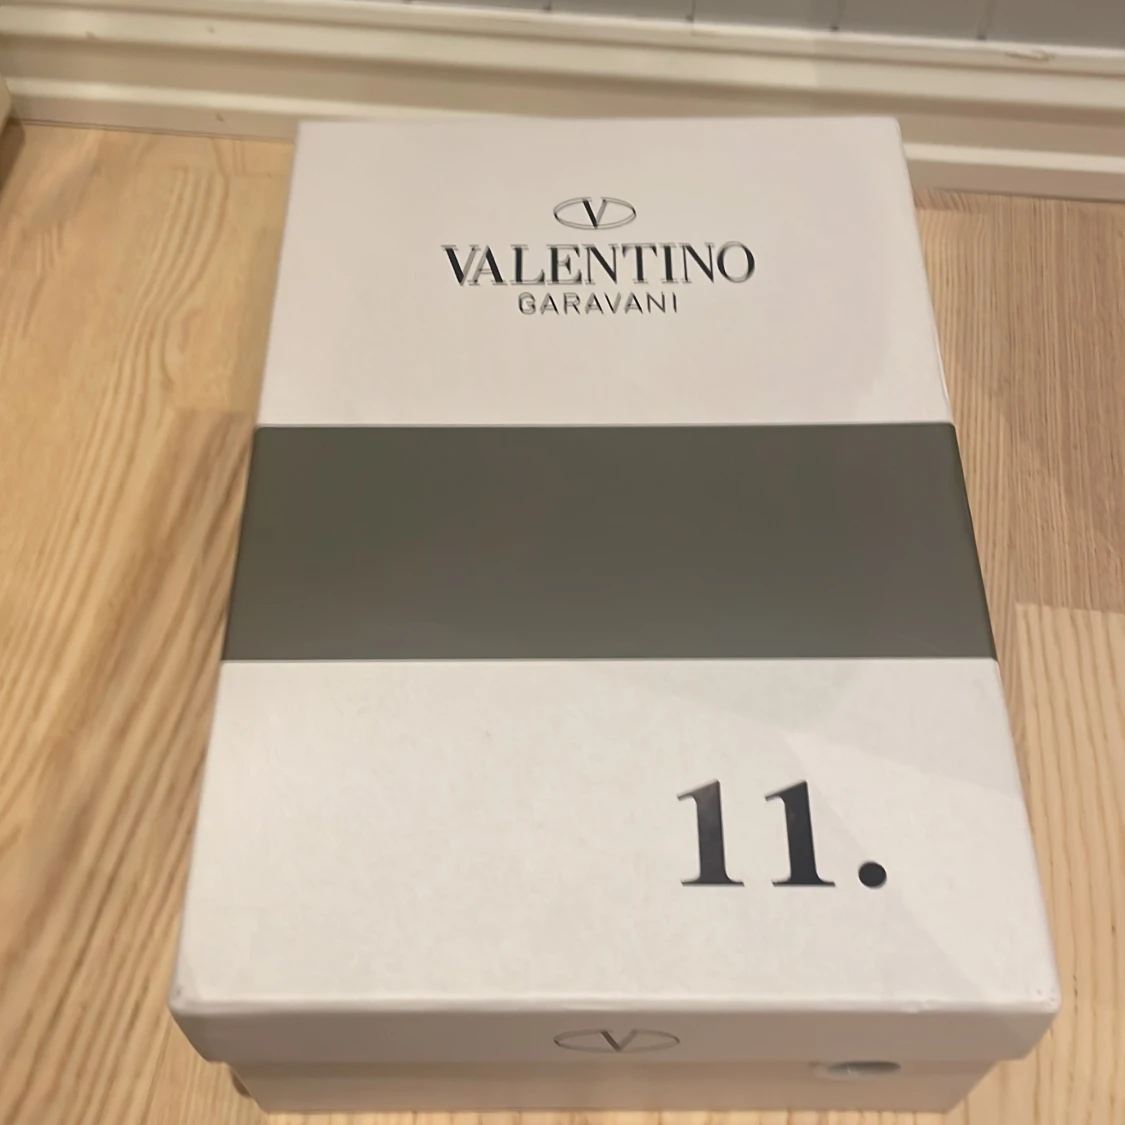 V
VALENTINO
GARAVANI
11.
V